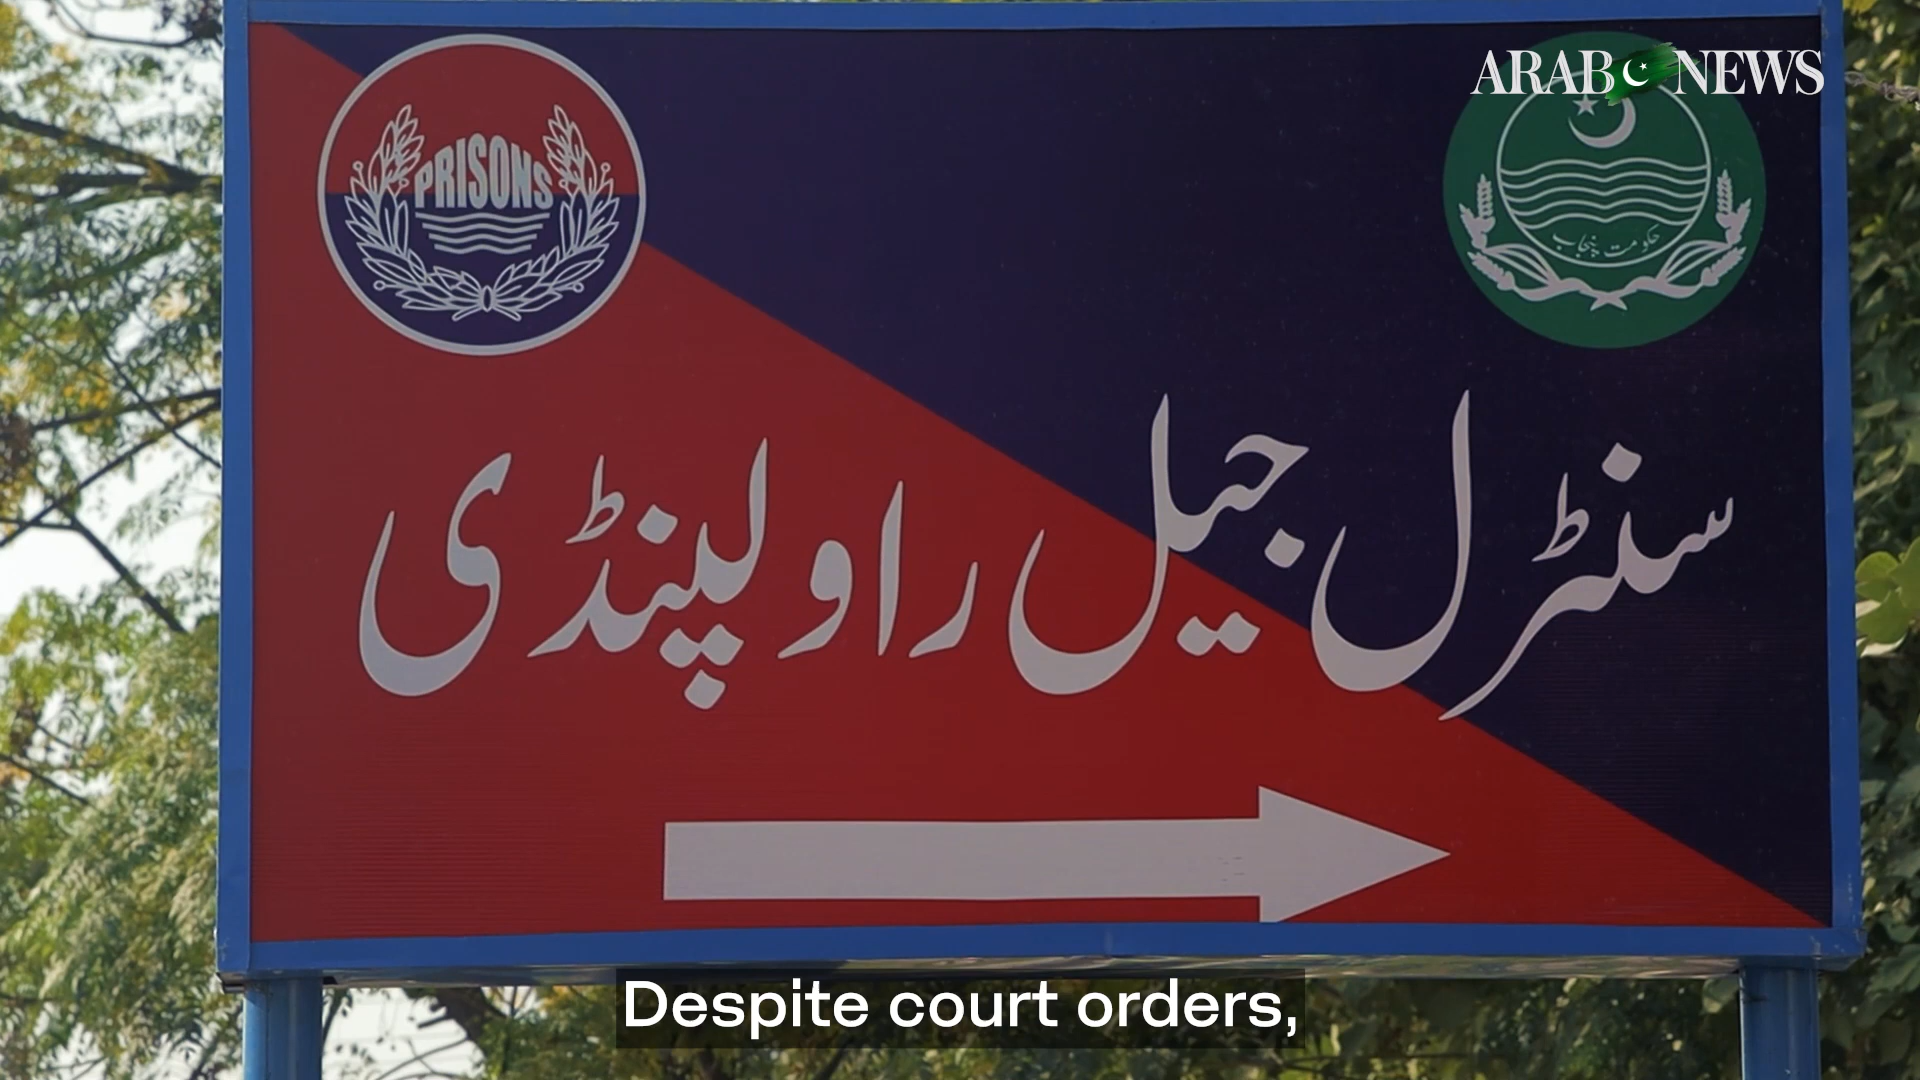 ARAB NEWS
PRISONS
حکومت پنجاب
سنٹرل جیل راولپنڈی
Despite court orders,